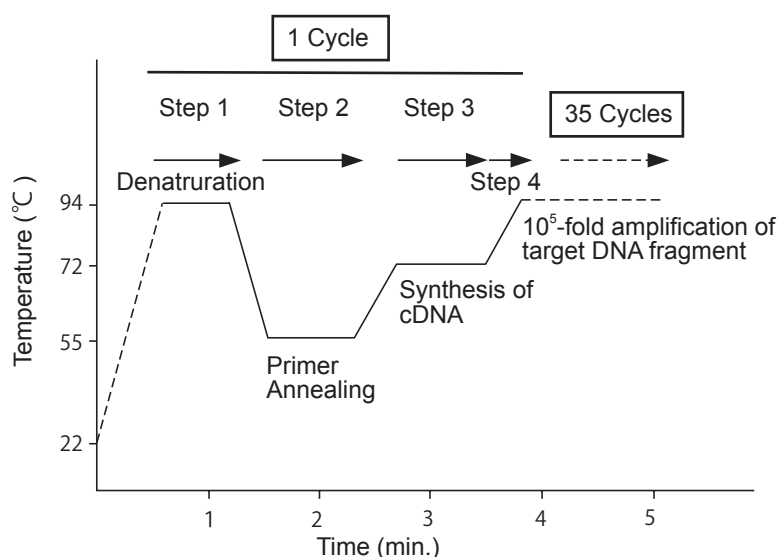 1 Cycle
Step 1
Step 2
Step 3
35 Cycles
Denatruration
Step 4
10⁵-fold amplification of
target DNA fragment
Synthesis of
cDNA
Primer
Annealing
Temperature (℃)
94
72
55
22
1 2 3 4 5
Time (min.)